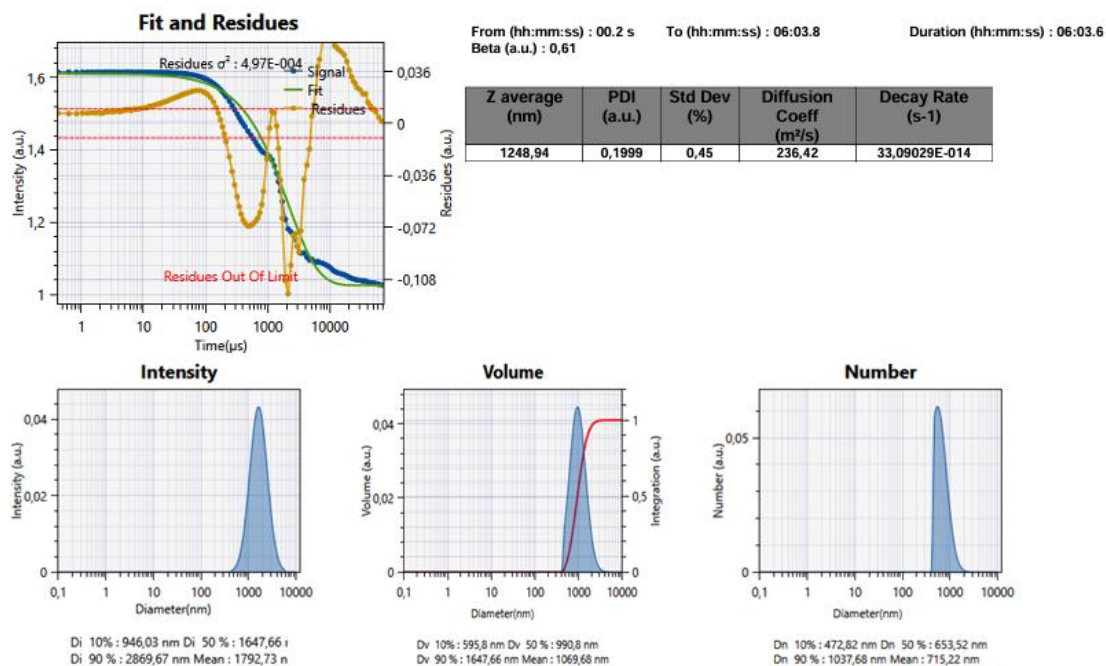 Fit and Residues
From (hh:mm:ss) : 00.2 s To (hh:mm:ss) : 06:03.8 Duration (hh:mm:ss) : 06:03.6
Beta (a.u.) : 0,61
Residues σ² : 4,97E-004
Signal
Fit
Residues
Intensity (a.u.)
1,6
1,4
1,2
1
0,036
0
-0,036
-0,072
-0,108
Residues (a.u.)
Residues Out Of Limit
1 10 100 1000 10000
Time(µs)
Z average (nm) PDI (a.u.) Std Dev (%) Diffusion Coeff (m²/s) Decay Rate (s-1)
1248,94 0,1999 0,45 236,42 33,09029E-014
Intensity
Intensity (a.u.)
0,04
0,02
0
0,1 1 10 100 1000 10000
Diameter(nm)
Di 10% : 946,03 nm Di 50 % : 1647,66
Di 90 % : 2869,67 nm Mean : 1792,73 n
Volume
Volume (a.u.)
0,04
0,02
0
1
0,5
0
Integration (a.u.)
0,1 1 10 100 1000 10000
Diameter(nm)
Dv 10% : 595,8 nm Dv 50 % : 990,8 nm
Dv 90 % : 1647,66 nm Mean : 1069,68 nm
Number
Number (a.u.)
0,05
0
0,1 1 10 100 1000 10000
Diameter(nm)
Dn 10% : 472,82 nm Dn 50 % : 653,52 nm
Dn 90 % : 1037,68 nm Mean : 715,22 nm